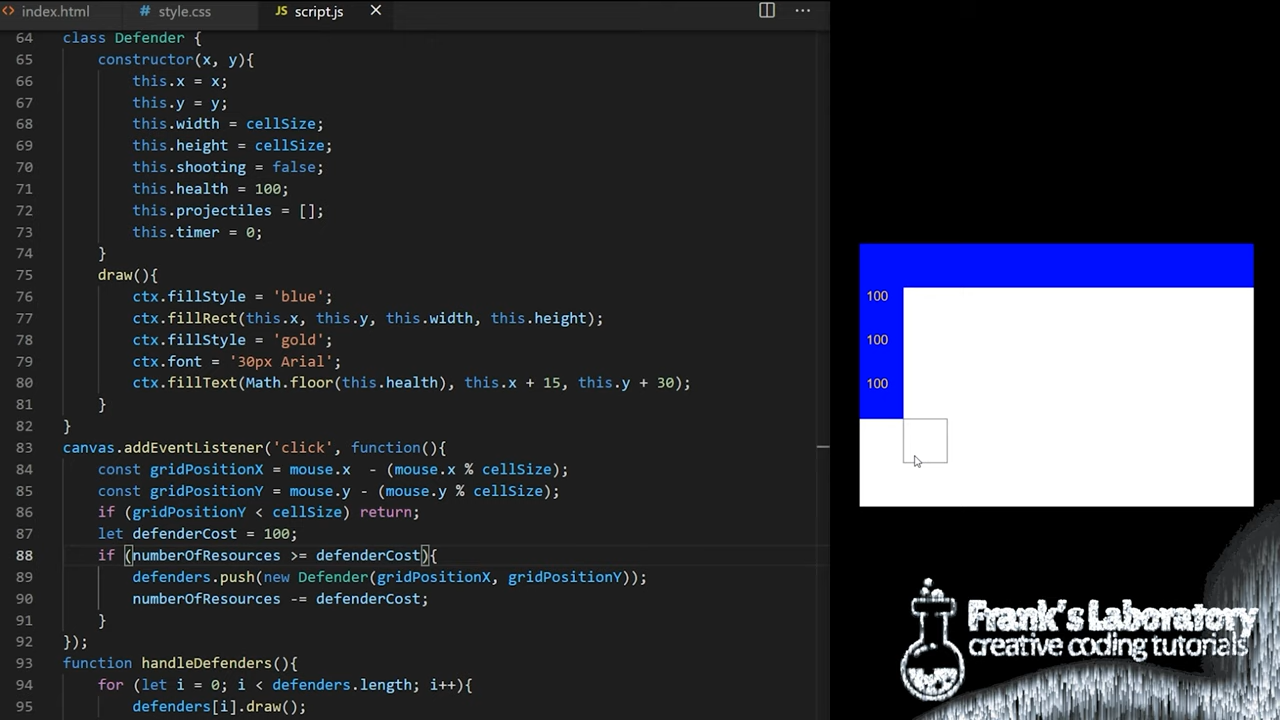 index.html
# style.css
JS script.js
64 class Defender {
65 constructor(x, y){
66 this.x = x;
67 this.y = y;
68 this.width = cellSize;
69 this.height = cellSize;
70 this.shooting = false;
71 this.health = 100;
72 this.projectiles = [];
73 this.timer = 0;
74 }
75 draw(){
76 ctx.fillStyle = 'blue';
77 ctx.fillRect(this.x, this.y, this.width, this.height);
78 ctx.fillStyle = 'gold';
79 ctx.font = '30px Arial';
80 ctx.fillText(Math.floor(this.health), this.x + 15, this.y + 30);
81 }
82 }
83 canvas.addEventListener('click', function(){
84 const gridPositionX = mouse.x - (mouse.x % cellSize);
85 const gridPositionY = mouse.y - (mouse.y % cellSize);
86 if (gridPositionY < cellSize) return;
87 let defenderCost = 100;
88 if (numberOfResources >= defenderCost){
89 defenders.push(new Defender(gridPositionX, gridPositionY));
90 numberOfResources -= defenderCost;
91 }
92 });
93 function handleDefenders(){
94 for (let i = 0; i < defenders.length; i++){
95 defenders[i].draw();
100
100
100
Frank's Laboratory
creative coding tutorials